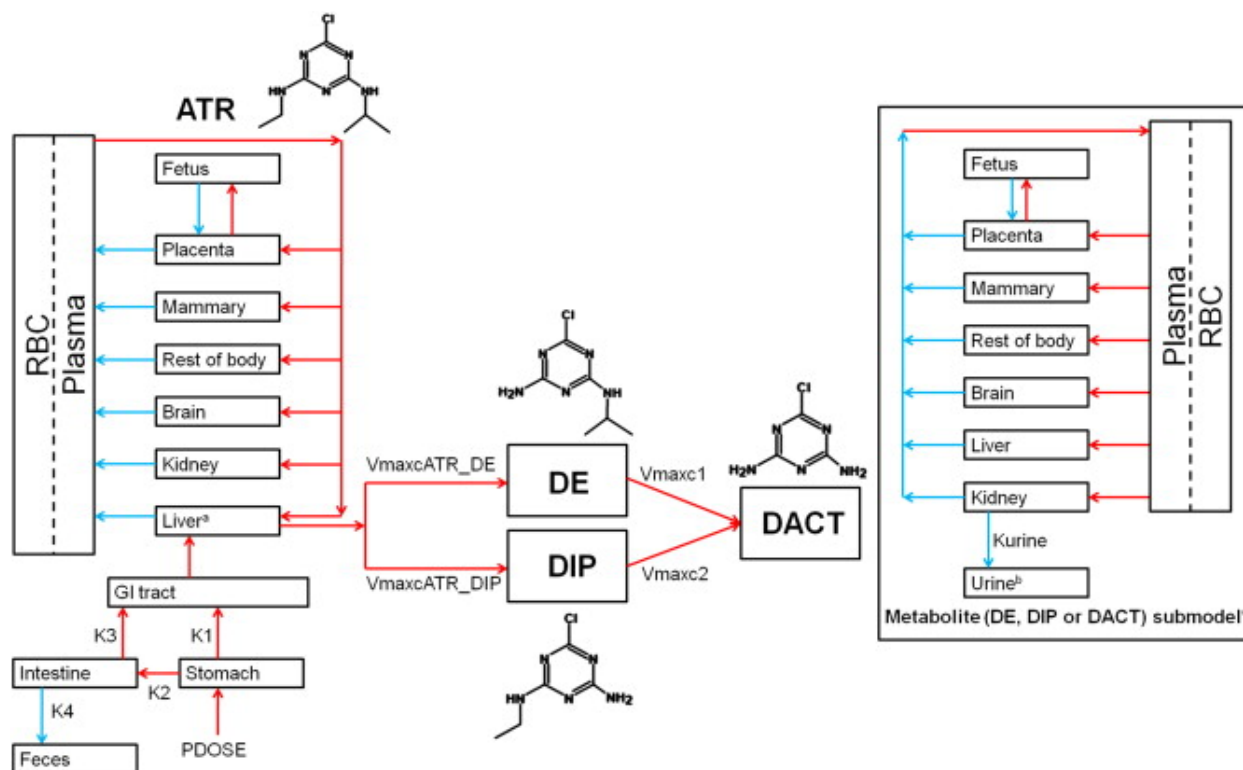 Cl
N
N
HN
N
NH
ATR
RBC
Plasma
Fetus
Placenta
Mammary
Rest of body
Brain
Kidney
Liverᵃ
GI tract
K3
K1
Intestine
Stomach
K2
K4
PDOSE
Feces
VmaxcATR_DE
VmaxcATR_DIP
Cl
N
N
H₂N
N
NH
DE
DIP
Vmaxc1
Vmaxc2
Cl
N
N
HN
N
NH₂
Cl
N
N
H₂N
N
NH₂
DACT
Fetus
Placenta
Mammary
Rest of body
Brain
Liver
Kidney
Kurine
Urineᵇ
Plasma
RBC
Metabolite (DE, DIP or DACT) submodel